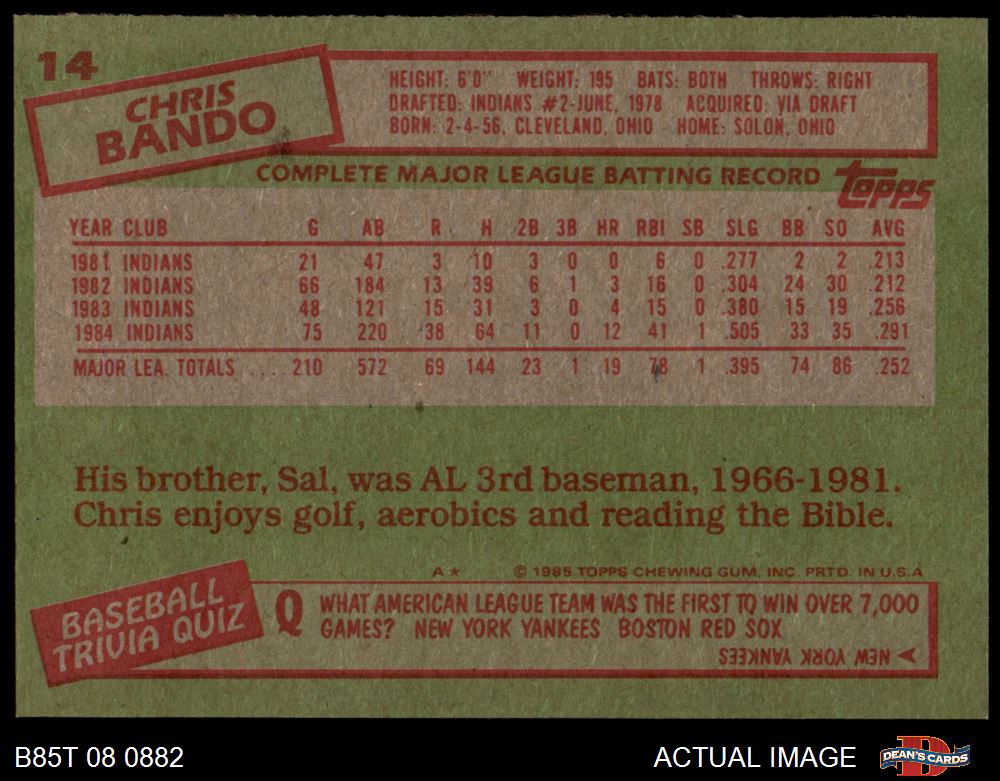 14
CHRIS
BANDO
HEIGHT: 6'0" WEIGHT: 195 BATS: BOTH THROWS: RIGHT
DRAFTED: INDIANS #2-JUNE, 1978 ACQUIRED: VIA DRAFT
BORN: 2-4-56, CLEVELAND, OHIO HOME: SOLON, OHIO
COMPLETE MAJOR LEAGUE BATTING RECORD topps
YEAR CLUB G AB R H 2B 3B HR RBI SB SLG BB SO AVG
1981 INDIANS 21 47 3 10 3 0 0 6 0 .277 2 2 .213
1982 INDIANS 66 184 13 39 6 1 3 16 0 .304 24 30 .212
1983 INDIANS 48 121 15 31 3 0 4 15 0 .380 15 19 .256
1984 INDIANS 75 220 38 64 11 0 12 41 1 .505 33 35 .291
MAJOR LEA. TOTALS ....210 572 69 144 23 1 19 78 1 .395 74 86 .252
His brother, Sal, was AL 3rd baseman, 1966-1981.
Chris enjoys golf, aerobics and reading the Bible.
A * © 1985 TOPPS CHEWING GUM, INC. PRTD. IN U.S.A
BASEBALL
TRIVIA QUIZ
Q WHAT AMERICAN LEAGUE TEAM WAS THE FIRST TO WIN OVER 7,000
GAMES? NEW YORK YANKEES BOSTON RED SOX
NEW YORK YANKEES
B85T 08 0882 ACTUAL IMAGE DEAN'S CARDS